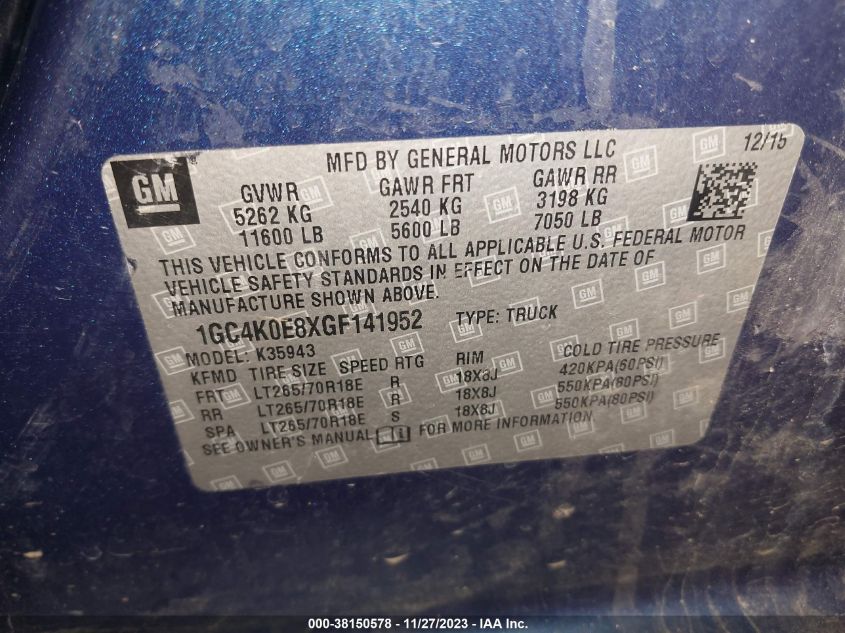 GM
MFD BY GENERAL MOTORS LLC
12/15
GVWR GAWR FRT GAWR RR
5262 KG 2540 KG 3198 KG
11600 LB 5600 LB 7050 LB
THIS VEHICLE CONFORMS TO ALL APPLICABLE U.S. FEDERAL MOTOR
VEHICLE SAFETY STANDARDS IN EFFECT ON THE DATE OF
MANUFACTURE SHOWN ABOVE.
1GC4K0E8XGF141952 TYPE: TRUCK
MODEL: K35943
KFMD TIRE SIZE SPEED RTG RIM COLD TIRE PRESSURE
FRT LT265/70R18E R 18X8J 420KPA(60PSI)
RR LT265/70R18E R 18X8J 550KPA(80PSI)
SPA LT265/70R18E S 18X8J 550KPA(80PSI)
SEE OWNER'S MANUAL FOR MORE INFORMATION
000-38150578 - 11/27/2023 - IAA Inc.